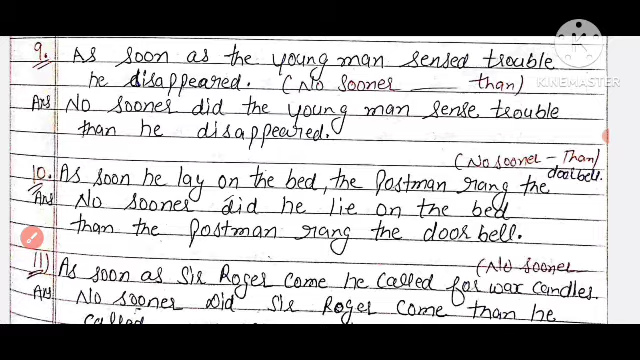 K
KINEMASTER
9. As soon as the young man sensed trouble
he disappeared. (No sooner ___ than)
Ans No sooner did the young man sense trouble
than he disappeared.
(No sooner - Than)
10. As soon he lay on the bed, the Postman rang the doorbell.
Ans No sooner did he lie on the bed
than the Postman rang the doorbell.
(No sooner
11) As soon as Sir Roger come he called for wax candles.
Ans No sooner did Sir Roger come than he
called